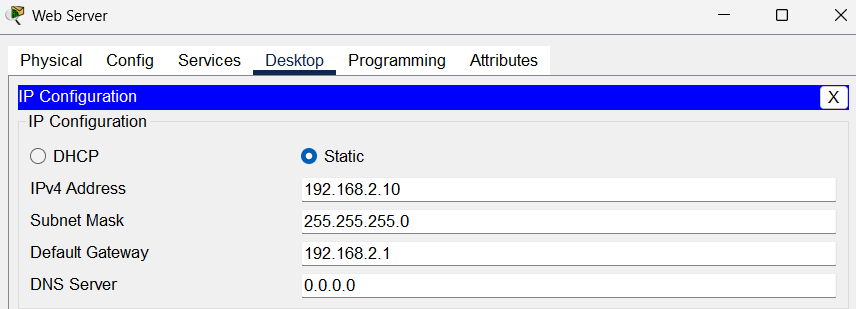 Web Server
Physical Config Services Desktop Programming Attributes
IP Configuration X
IP Configuration
DHCP Static
IPv4 Address 192.168.2.10
Subnet Mask 255.255.255.0
Default Gateway 192.168.2.1
DNS Server 0.0.0.0